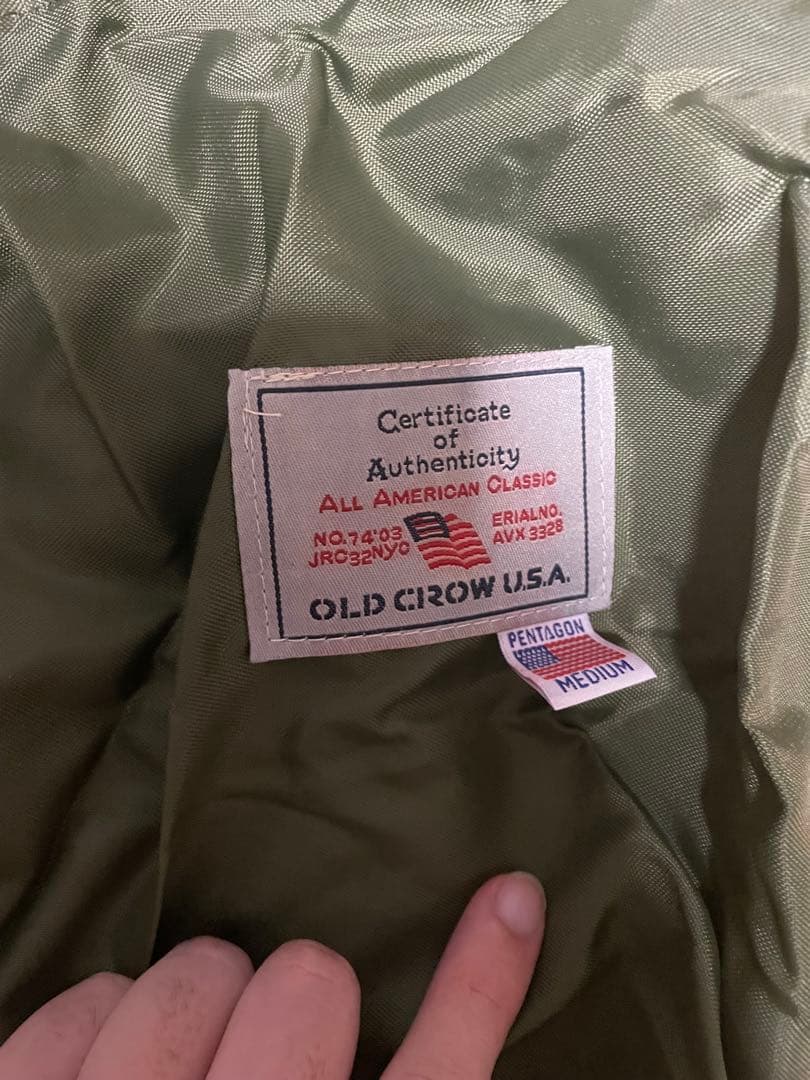 Certificate
of
Authenticity
ALL AMERICAN CLASSIC
NO.74'03
JRC32NYC
ERIALNO.
AVX 3328
OLD CROW U.S.A.
PENTAGON
MEDIUM